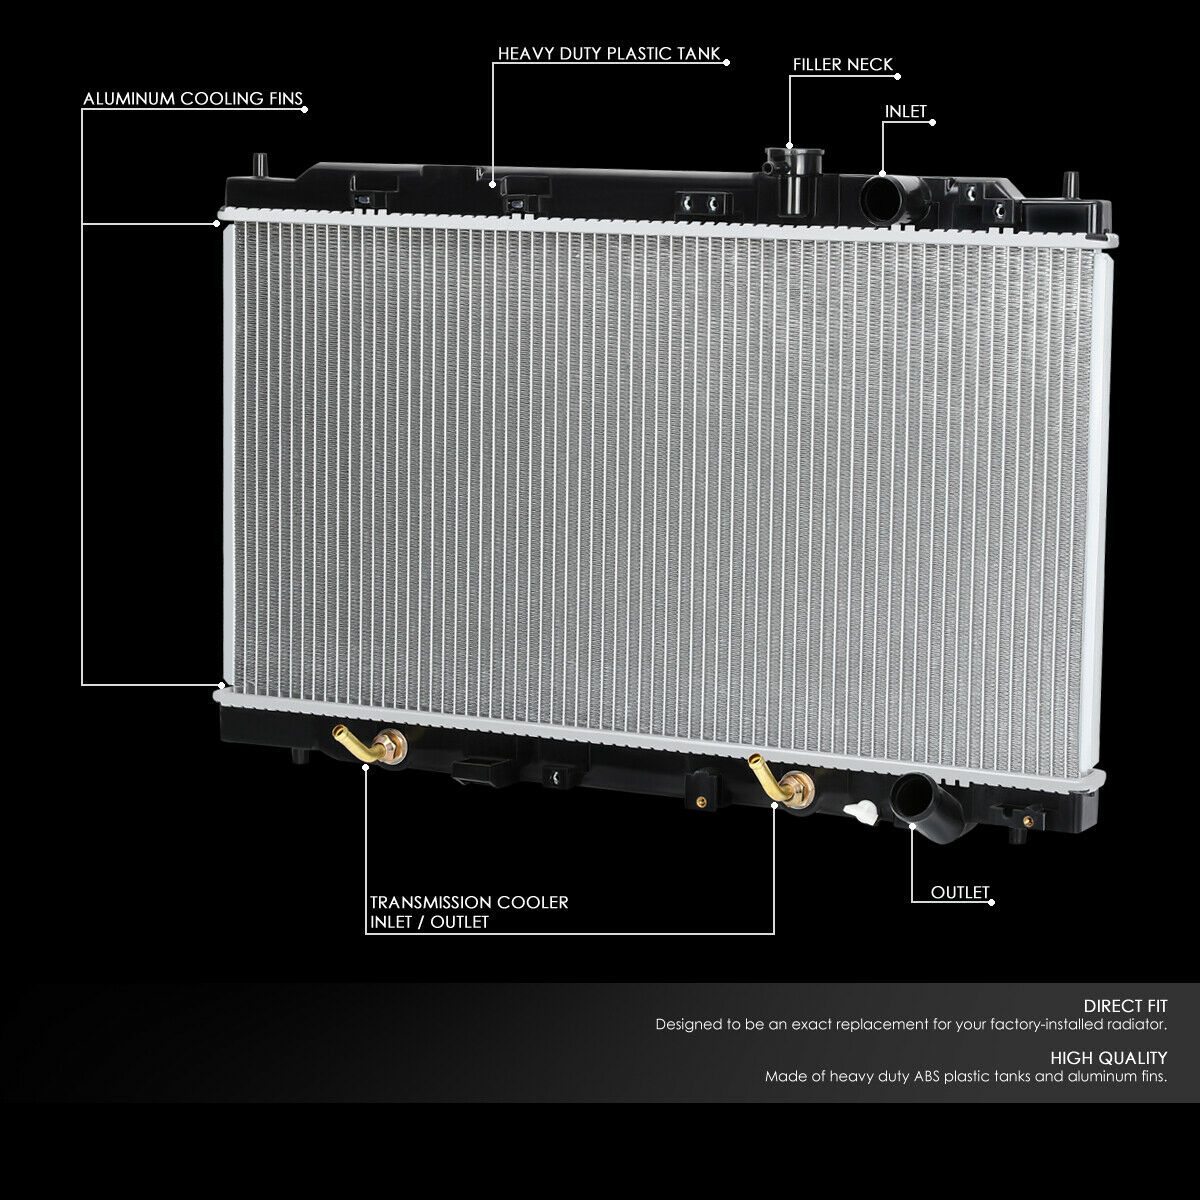 HEAVY DUTY PLASTIC TANK
FILLER NECK
ALUMINUM COOLING FINS
INLET
TRANSMISSION COOLER
INLET / OUTLET
OUTLET
DIRECT FIT
Designed to be an exact replacement for your factory-installed radiator.
HIGH QUALITY
Made of heavy duty ABS plastic tanks and aluminum fins.